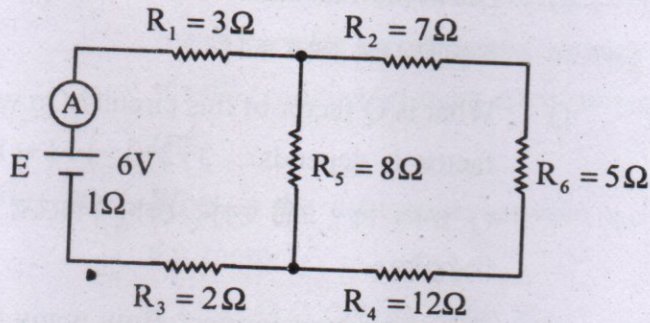 R₁ = 3Ω
R₂ = 7Ω
A
E
6V
1Ω
R₅ = 8Ω
R₆ = 5Ω
R₃ = 2Ω
R₄ = 12Ω